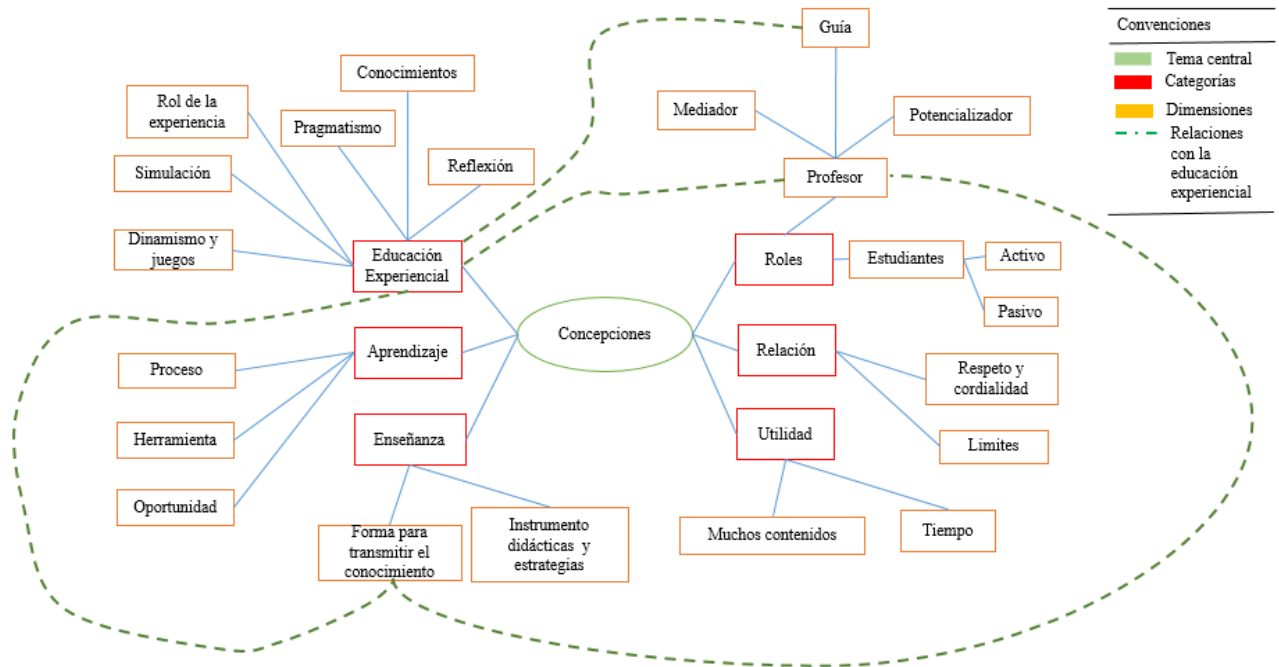 Guía
Convenciones
Tema central
Categorías
Dimensiones
Relaciones
con la
educación
experiencial
Conocimientos
Rol de la
experiencia
Pragmatismo
Mediador
Potencializador
Simulación
Reflexión
Profesor
Dinamismo y
juegos
Educación
Experiencial
Roles
Estudiantes
Activo
Pasivo
Concepciones
Aprendizaje
Relación
Proceso
Respeto y
cordialidad
Herramienta
Enseñanza
Utilidad
Limites
Oportunidad
Forma para
transmitir el
conocimiento
Instrumento
didácticas y
estrategias
Muchos contenidos
Tiempo